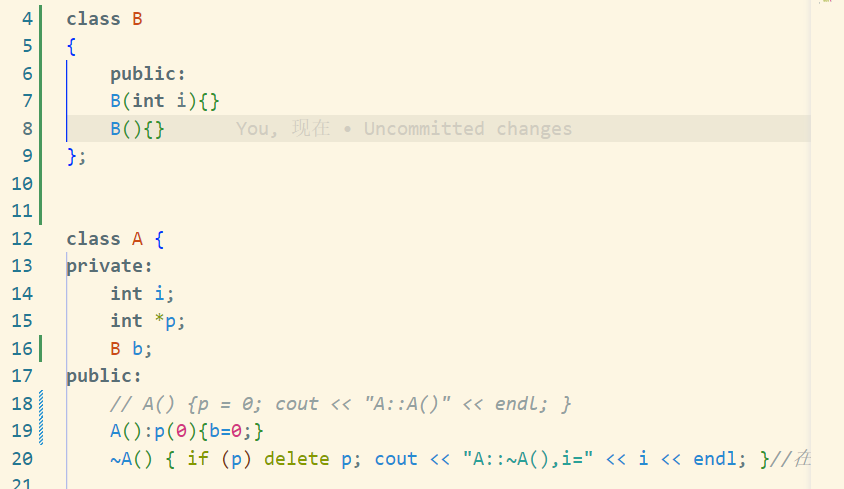 4 class B
5 {
6 public:
7 B(int i){}
8 B(){} You, 现在 • Uncommitted changes
9 };
10
11
12 class A {
13 private:
14 int i;
15 int *p;
16 B b;
17 public:
18 // A() {p = 0; cout << "A::A()" << endl; }
19 A():p(0){b=0;}
20 ~A() { if (p) delete p; cout << "A::~A(),i=" << i << endl; }//在
21